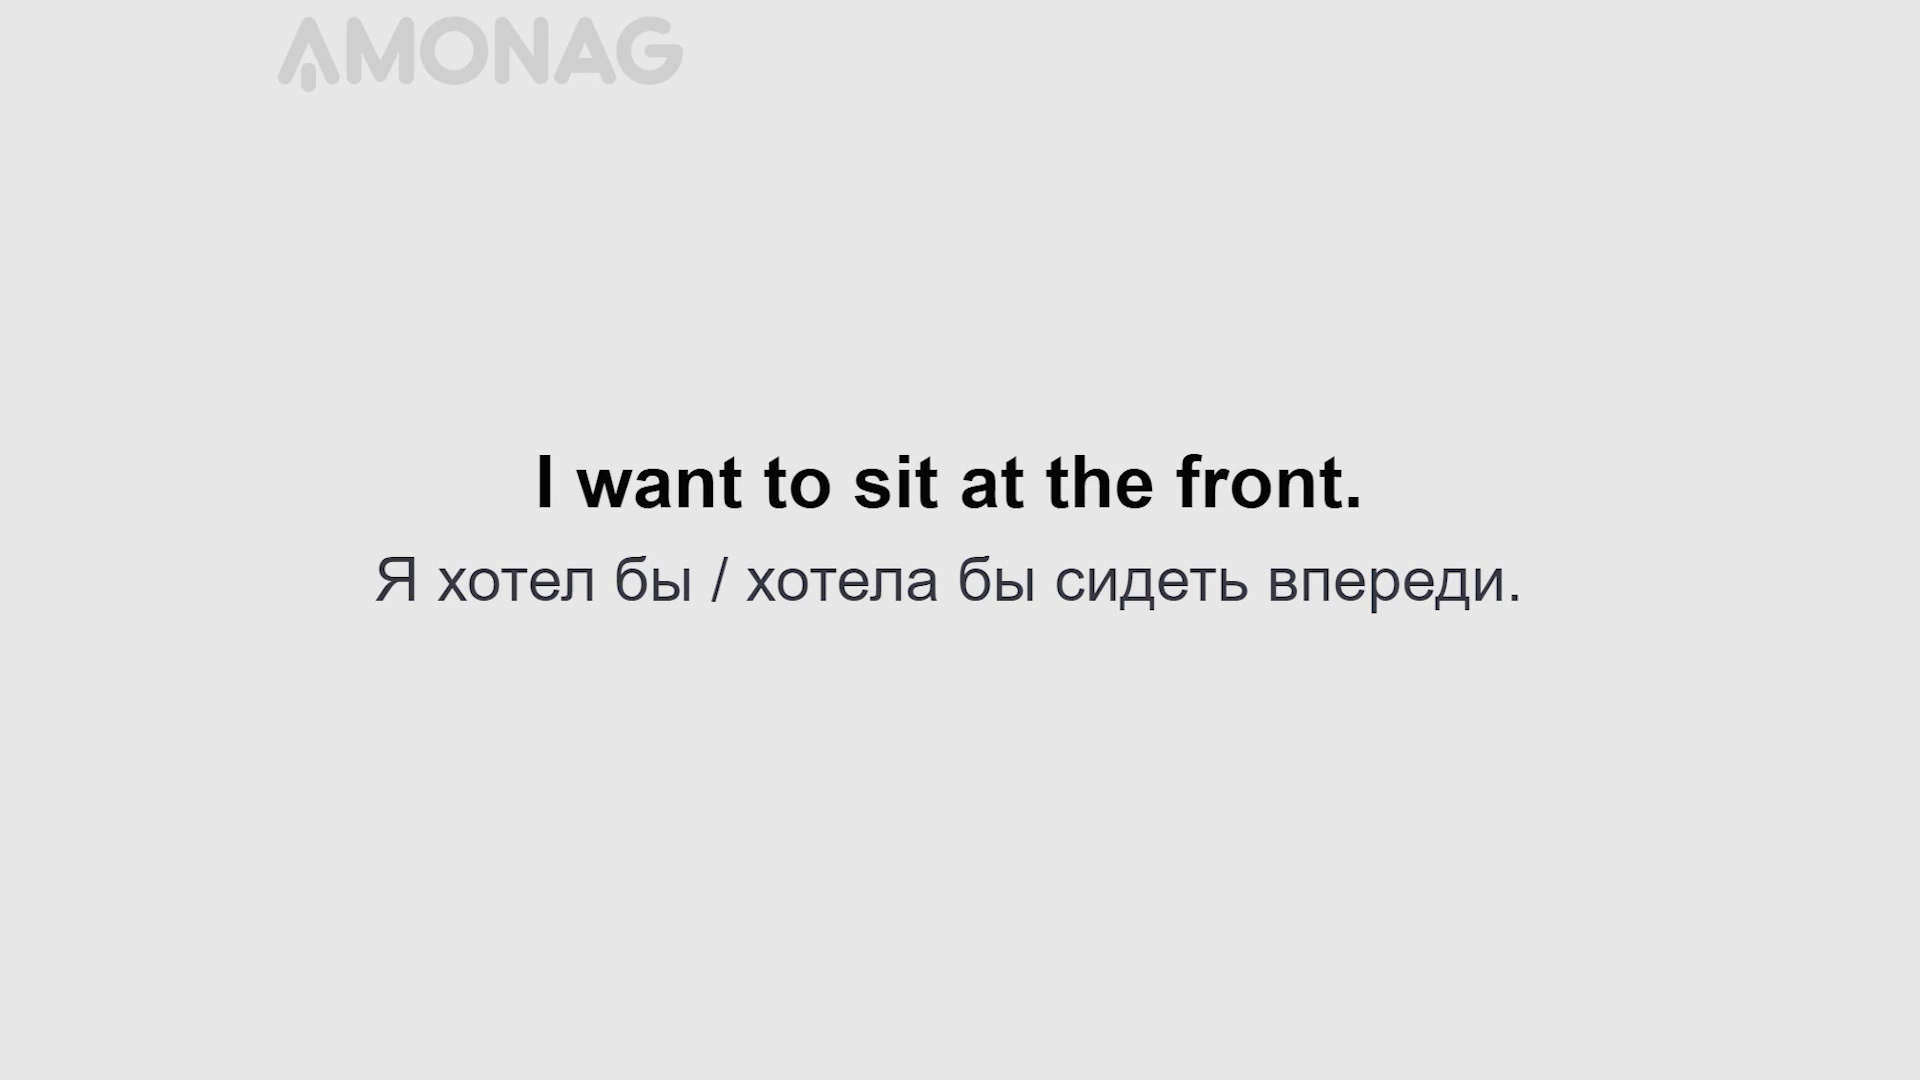 AMONAG
I want to sit at the front.
Я хотел бы / хотела бы сидеть впереди.